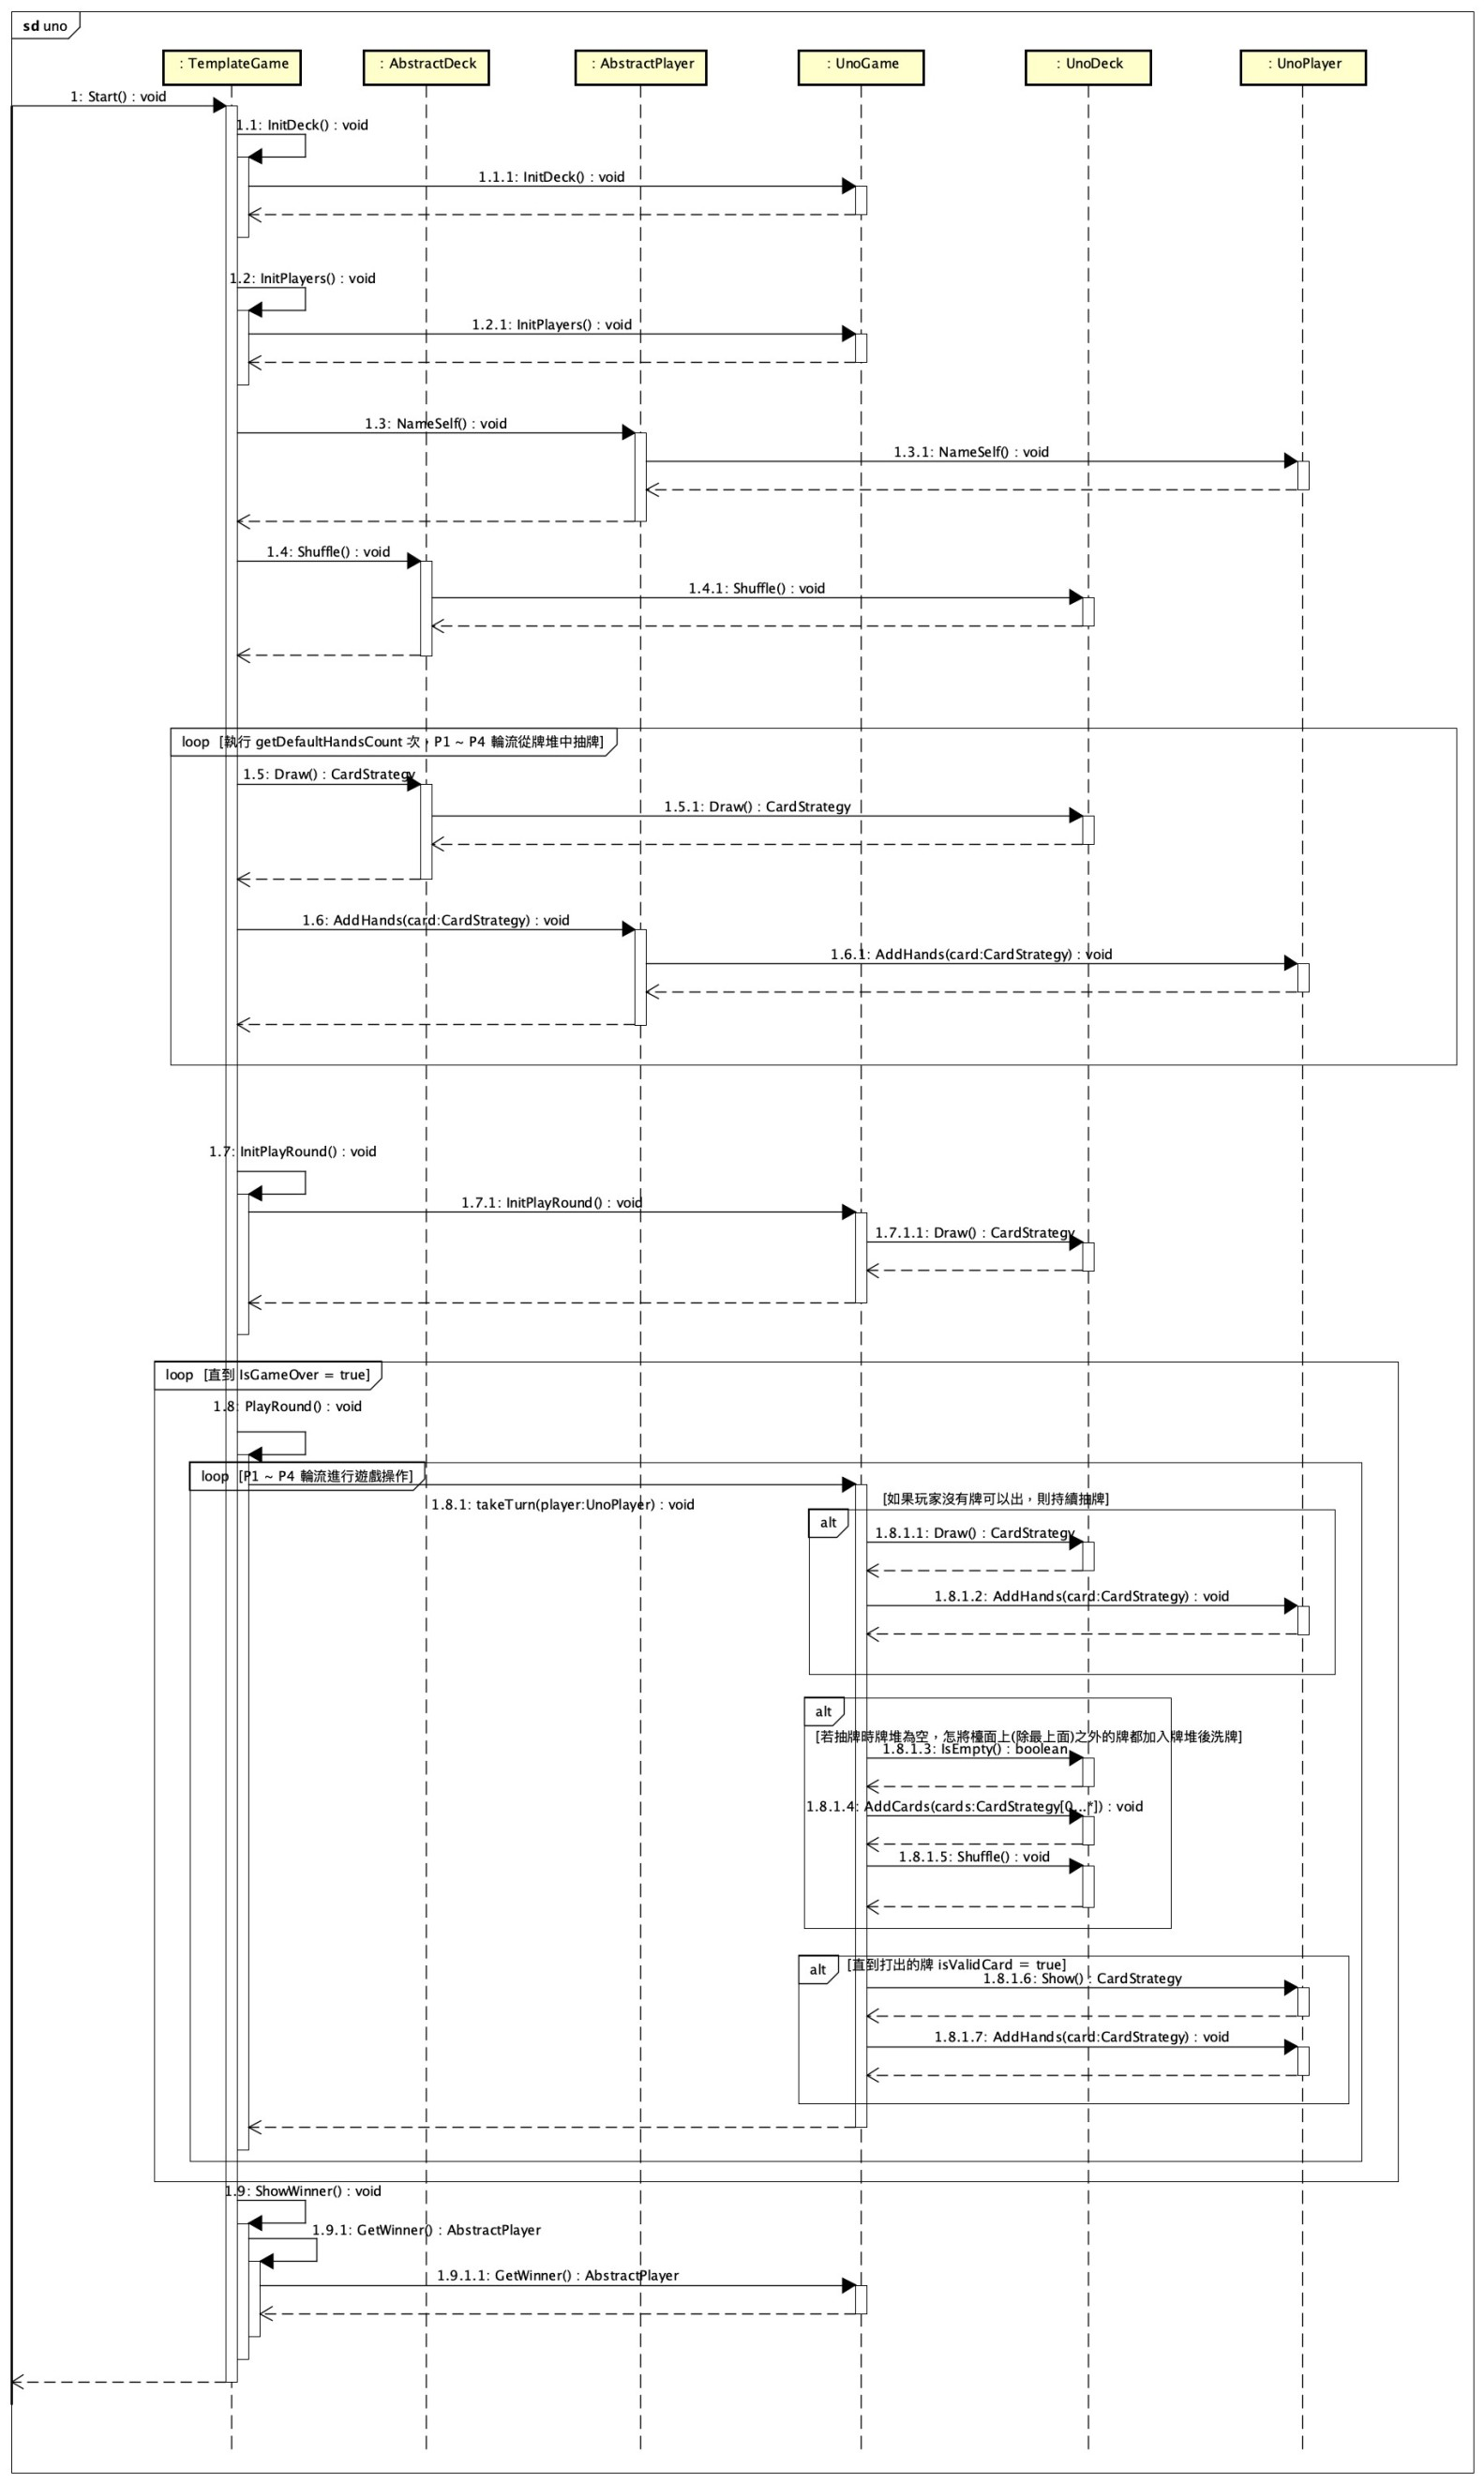 sd uno
: TemplateGame
: AbstractDeck
: AbstractPlayer
: UnoGame
: UnoDeck
: UnoPlayer
1: Start() : void
1.1: InitDeck() : void
1.1.1: InitDeck() : void
1.2: InitPlayers() : void
1.2.1: InitPlayers() : void
1.3: NameSelf() : void
1.3.1: NameSelf() : void
1.4: Shuffle() : void
1.4.1: Shuffle() : void
loop [執行 getDefaultHandsCount 次，P1 ~ P4 輪流從牌堆中抽牌]
1.5: Draw() : CardStrategy
1.5.1: Draw() : CardStrategy
1.6: AddHands(card:CardStrategy) : void
1.6.1: AddHands(card:CardStrategy) : void
1.7: InitPlayRound() : void
1.7.1: InitPlayRound() : void
1.7.1.1: Draw() : CardStrategy
loop [直到 IsGameOver = true]
1.8: PlayRound() : void
loop [P1 ~ P4 輪流進行遊戲操作]
1.8.1: takeTurn(player:UnoPlayer) : void
[如果玩家沒有牌可以出，則持續抽牌]
alt
1.8.1.1: Draw() : CardStrategy
1.8.1.2: AddHands(card:CardStrategy) : void
alt
[若抽牌時牌堆為空，怎將檯面上(除最上面)之外的牌都加入牌堆後洗牌]
1.8.1.3: IsEmpty() : boolean
1.8.1.4: AddCards(cards:CardStrategy[0...*]) : void
1.8.1.5: Shuffle() : void
alt [直到打出的牌 isValidCard = true]
1.8.1.6: Show() : CardStrategy
1.8.1.7: AddHands(card:CardStrategy) : void
1.9: ShowWinner() : void
1.9.1: GetWinner() : AbstractPlayer
1.9.1.1: GetWinner() : AbstractPlayer